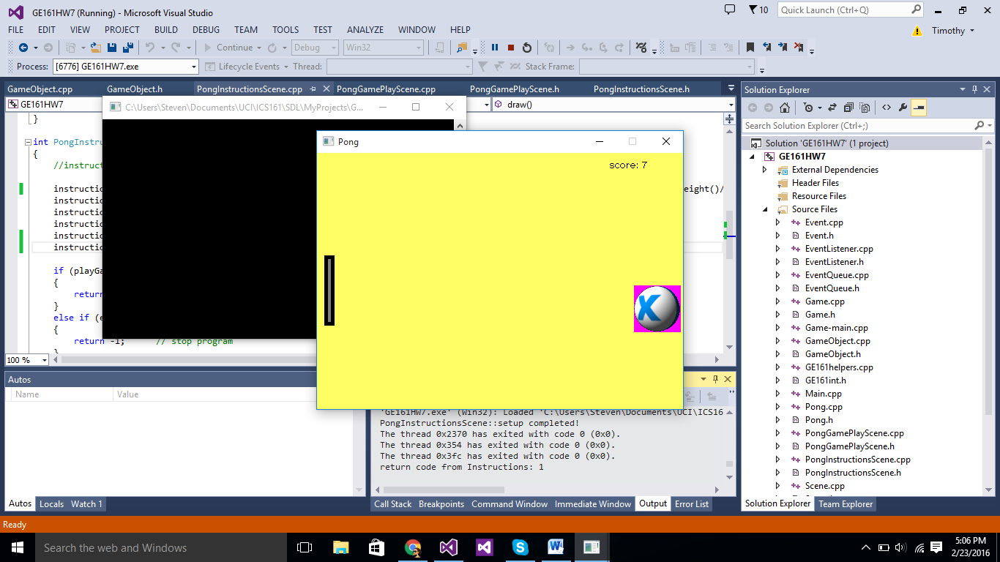 GE161HW7 (Running) - Microsoft Visual Studio
10
Quick Launch (Ctrl+Q)
FILE EDIT VIEW PROJECT BUILD DEBUG TEAM TOOLS TEST ANALYZE WINDOW HELP
Timothy
Continue Debug Win32
Process: [6776] GE161HW7.exe Lifecycle Events Thread: Stack Frame:
GameObject.cpp GameObject.h PongInstructionsScene.cpp PongGamePlayScene.cpp PongGamePlayScene.h PongInstructionsScene.h
GE161HW7
draw()
C:\Users\Steven\Documents\UCI\ICS161\SDL\MyProjects\G...
}
int PongInstru
{
//instruct
instructio
eight()/
instructio
instructio
instructio
instructio
instructio
if (playGa
{
return
}
else if (e
{
return -1; // stop program
}
100 %
Pong
score: 7
K
Autos
Name Value
Autos Locals Watch 1
'GE161HW7.exe' (Win32): Loaded 'C:\Users\Steven\Documents\UCI\ICS16
PongInstructionsScene::setup completed!
The thread 0x2370 has exited with code 0 (0x0).
The thread 0x354 has exited with code 0 (0x0).
The thread 0x3fc has exited with code 0 (0x0).
return code from Instructions: 1
Call Stack Breakpoints Command Window Immediate Window Output Error List
Solution Explorer
Search Solution Explorer (Ctrl+;)
Solution 'GE161HW7' (1 project)
GE161HW7
External Dependencies
Header Files
Resource Files
Source Files
Event.cpp
Event.h
EventListener.cpp
EventListener.h
EventQueue.cpp
EventQueue.h
Game.cpp
Game.h
Game-main.cpp
GameObject.cpp
GameObject.h
GE161helpers.cpp
GE161int.h
Main.cpp
Pong.cpp
Pong.h
PongGamePlayScene.cpp
PongGamePlayScene.h
PongInstructionsScene.cpp
PongInstructionsScene.h
Scene.cpp
Solution Explorer Team Explorer
Ready
Search the web and Windows
5:06 PM
2/23/2016